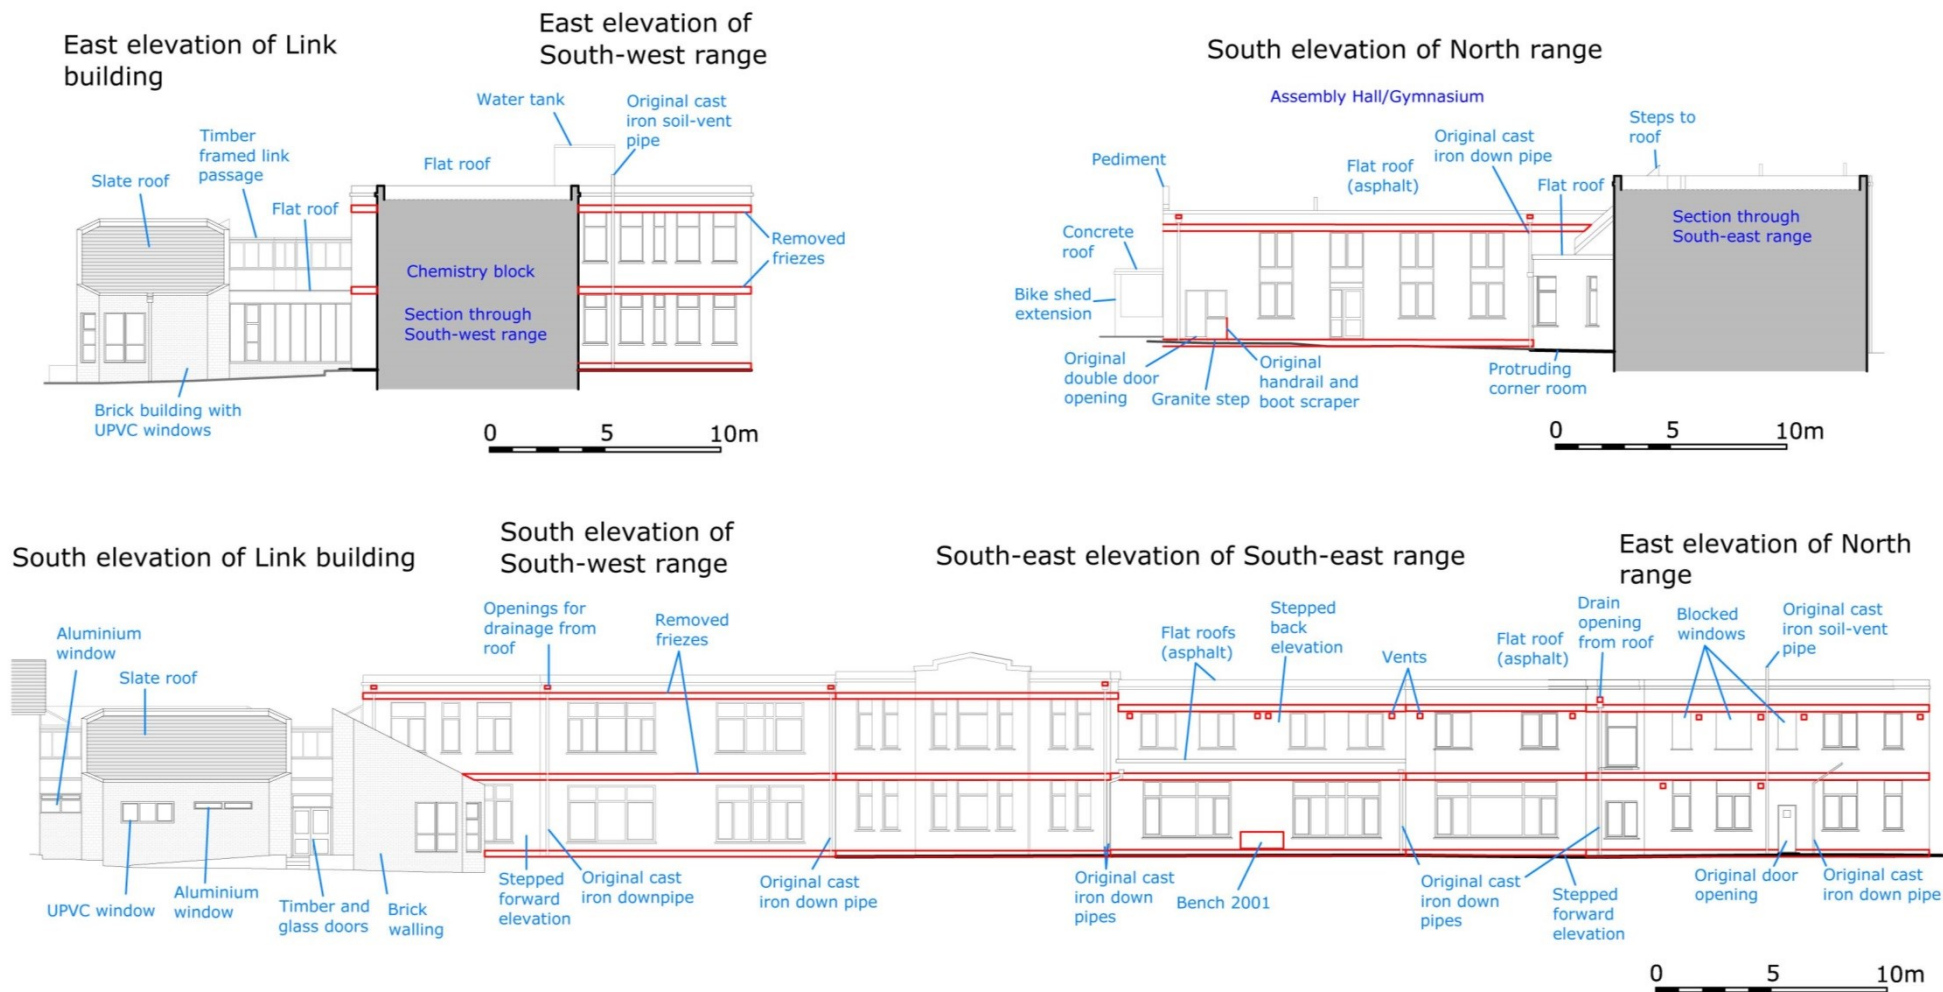 East elevation of Link
building
East elevation of
South-west range
South elevation of North range
Assembly Hall/Gymnasium
Water tank
Original cast
iron soil-vent
pipe
Timber
framed link
passage
Flat roof
Slate roof
Flat roof
Removed
friezes
Chemistry block
Section through
South-west range
Brick building with
UPVC windows
0 5 10m
Pediment
Flat roof
(asphalt)
Original cast
iron down pipe
Steps to
roof
Flat roof
Concrete
roof
Section through
South-east range
Bike shed
extension
Original
double door
opening
Granite step
Original
handrail and
boot scraper
Protruding
corner room
0 5 10m
South elevation of Link building
South elevation of
South-west range
South-east elevation of South-east range
East elevation of North
range
Aluminium
window
Slate roof
Openings for
drainage from
roof
Removed
friezes
Flat roofs
(asphalt)
Stepped
back
elevation
Vents
Flat roof
(asphalt)
Drain
opening
from roof
Blocked
windows
Original cast
iron soil-vent
pipe
UPVC window
Aluminium
window
Timber and
glass doors
Brick
walling
Stepped
forward
elevation
Original cast
iron downpipe
Original cast
iron down pipe
Original cast
iron down
pipes
Bench 2001
Original cast
iron down
pipes
Stepped
forward
elevation
Original door
opening
Original cast
iron down pipe
0 5 10m